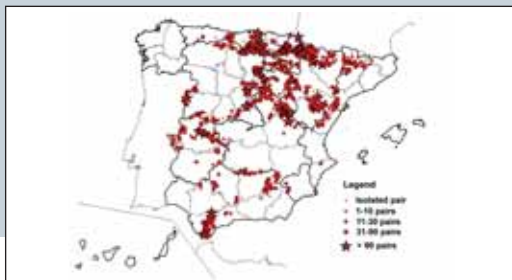 Legend
Isolated pair
1-10 pairs
11-30 pairs
31-90 pairs
> 90 pairs